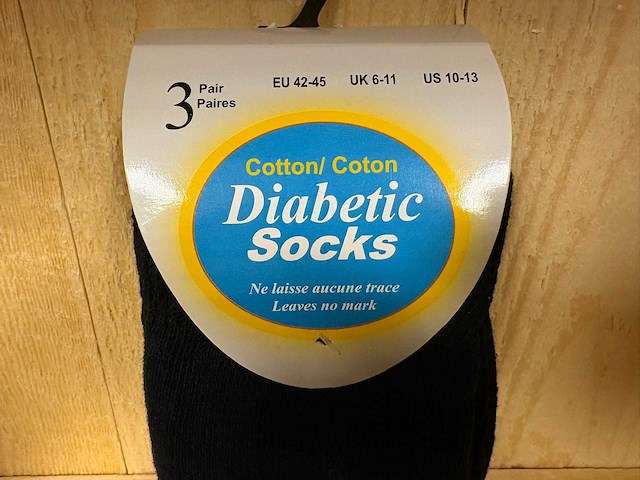 3 Pair
Paires
EU 42-45 UK 6-11 US 10-13
Cotton/ Coton
Diabetic
Socks
Ne laisse aucune trace
Leaves no mark